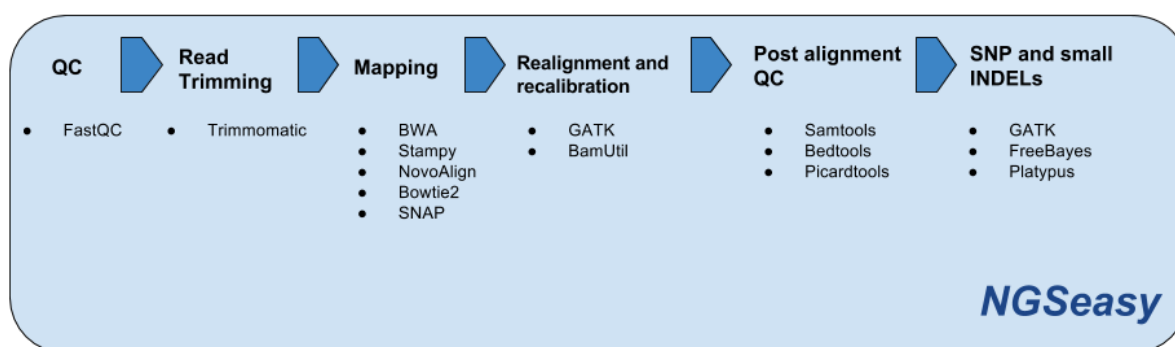 QC
Read
Trimming
Mapping
Realignment and
recalibration
Post alignment
QC
SNP and small
INDELs
● FastQC
● Trimmomatic
● BWA
● Stampy
● NovoAlign
● Bowtie2
● SNAP
● GATK
● BamUtil
● Samtools
● Bedtools
● Picardtools
● GATK
● FreeBayes
● Platypus
NGSeasy